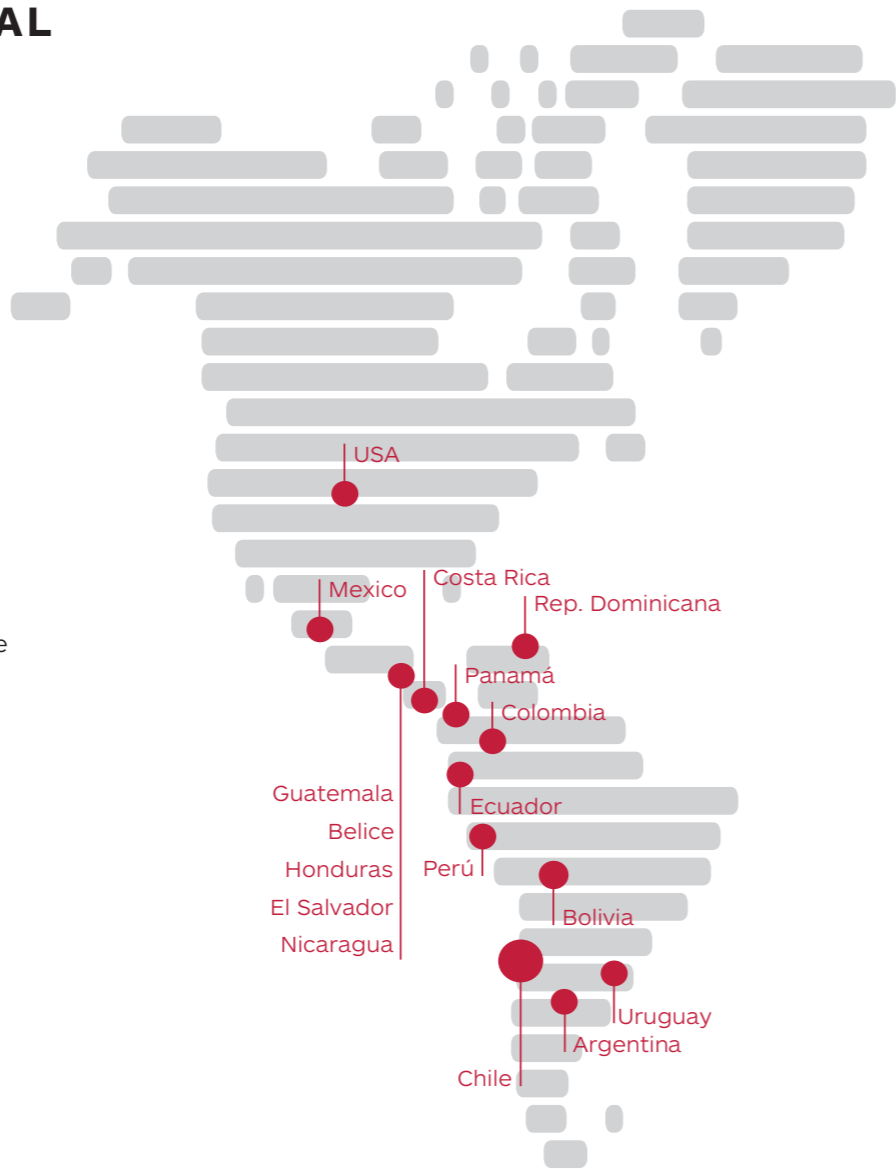 AL
USA
Costa Rica
Mexico
Rep. Dominicana
e
Panamá
Colombia
Guatemala
Ecuador
Belice
Honduras
Perú
El Salvador
Bolivia
Nicaragua
Uruguay
Argentina
Chile